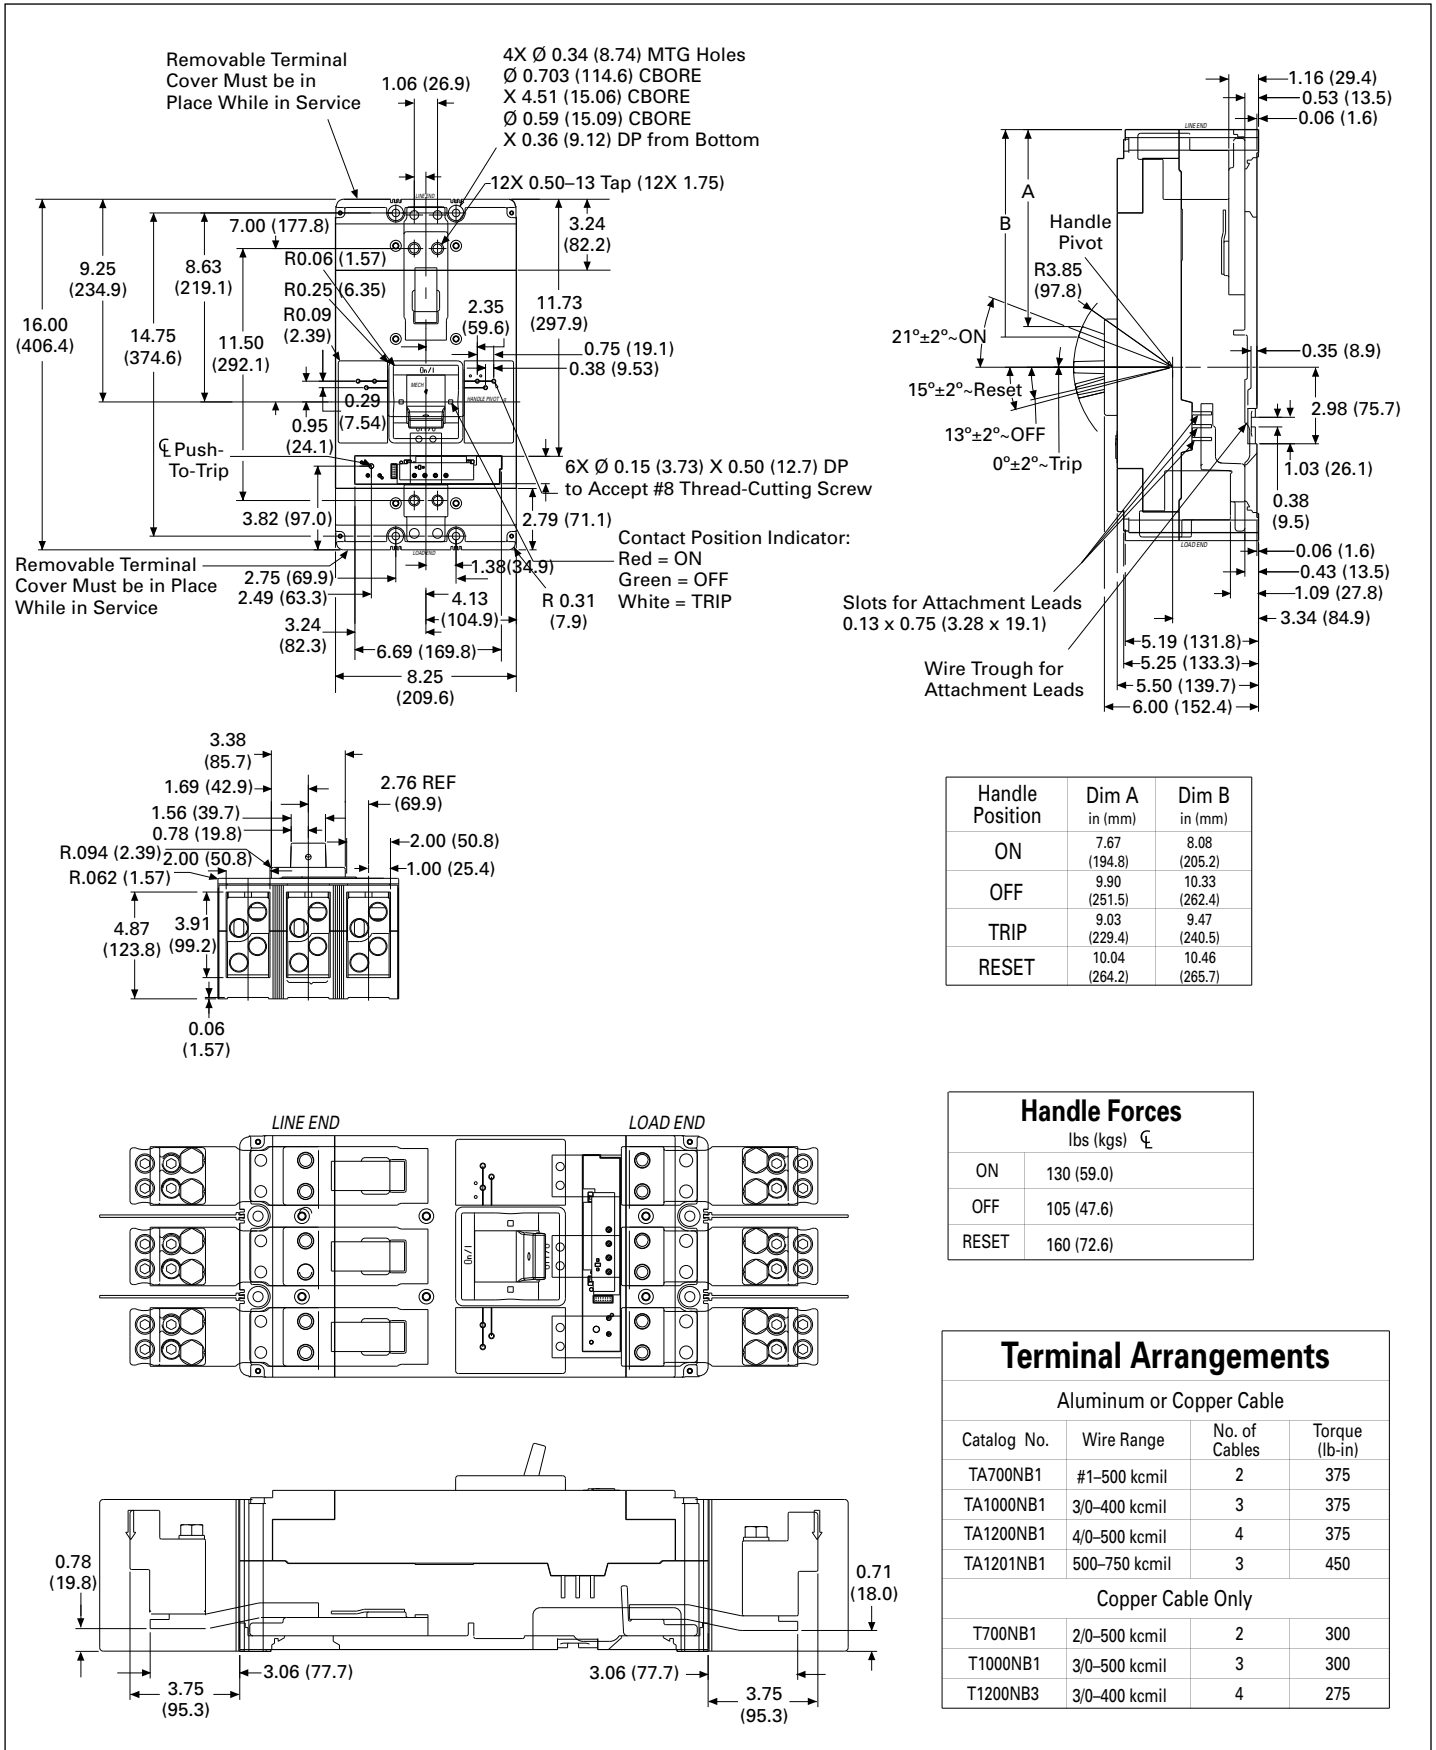 Removable Terminal
Cover Must be in
Place While in Service
1.06 (26.9)
4X Ø 0.34 (8.74) MTG Holes
Ø 0.703 (114.6) CBORE
X 4.51 (15.06) CBORE
Ø 0.59 (15.09) CBORE
X 0.36 (9.12) DP from Bottom
12X 0.50–13 Tap (12X 1.75)
LINE END
7.00 (177.8)
3.24
(82.2)
9.25
(234.9)
8.63
(219.1)
R0.06 (1.57)
R0.25 (6.35)
R0.09
(2.39)
2.35
(59.6)
11.73
(297.9)
16.00
(406.4)
14.75
(374.6)
11.50
(292.1)
0.75 (19.1)
0.38 (9.53)
On/I
MECH
HANDLE PIVOT
0.29
(7.54)
0.95
(24.1)
℄ Push-
To-Trip
6X Ø 0.15 (3.73) X 0.50 (12.7) DP
to Accept #8 Thread-Cutting Screw
3.82 (97.0)
2.79 (71.1)
LOAD END
Contact Position Indicator:
Red = ON
Green = OFF
White = TRIP
Removable Terminal
Cover Must be in Place
While in Service
2.75 (69.9)
2.49 (63.3)
1.38(34.9)
3.24
(82.3)
4.13
(104.9)
R 0.31
(7.9)
6.69 (169.8)
8.25
(209.6)
1.16 (29.4)
0.53 (13.5)
0.06 (1.6)
LINE END
A
B
Handle
Pivot
R3.85
(97.8)
21º±2º~ON
15º±2º~Reset
13º±2º~OFF
0º±2º~Trip
0.35 (8.9)
2.98 (75.7)
1.03 (26.1)
0.38
(9.5)
LOAD END
0.06 (1.6)
0.43 (13.5)
1.09 (27.8)
3.34 (84.9)
Slots for Attachment Leads
0.13 x 0.75 (3.28 x 19.1)
5.19 (131.8)
5.25 (133.3)
5.50 (139.7)
6.00 (152.4)
Wire Trough for
Attachment Leads
3.38
(85.7)
1.69 (42.9)
2.76 REF
(69.9)
1.56 (39.7)
0.78 (19.8)
2.00 (50.8)
R.094 (2.39)
2.00 (50.8)
1.00 (25.4)
R.062 (1.57)
4.87
(123.8)
3.91
(99.2)
0.06
(1.57)
Handle Position Dim A in (mm) Dim B in (mm)
ON 7.67 (194.8) 8.08 (205.2)
OFF 9.90 (251.5) 10.33 (262.4)
TRIP 9.03 (229.4) 9.47 (240.5)
RESET 10.04 (264.2) 10.46 (265.7)
LINE END
LOAD END
On/I
Handle Forces
lbs (kgs) ℄
ON 130 (59.0)
OFF 105 (47.6)
RESET 160 (72.6)
0.78
(19.8)
0.71
(18.0)
3.06 (77.7)
3.06 (77.7)
3.75
(95.3)
3.75
(95.3)
Terminal Arrangements
Aluminum or Copper Cable
Catalog No. Wire Range No. of Cables Torque (lb-in)
TA700NB1 #1–500 kcmil 2 375
TA1000NB1 3/0–400 kcmil 3 375
TA1200NB1 4/0–500 kcmil 4 375
TA1201NB1 500–750 kcmil 3 450
Copper Cable Only
T700NB1 2/0–500 kcmil 2 300
T1000NB1 3/0–500 kcmil 3 300
T1200NB3 3/0–400 kcmil 4 275